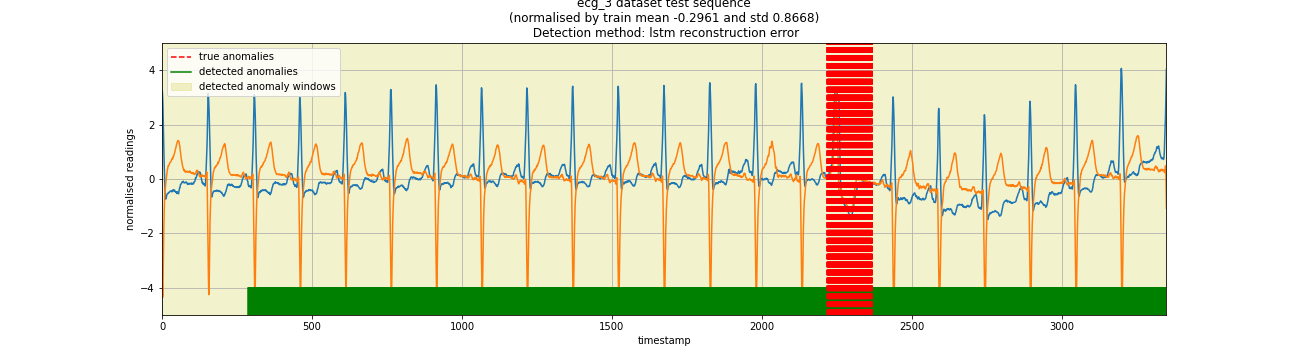 ecg_3 dataset test sequence
(normalised by train mean -0.2961 and std 0.8668)
Detection method: lstm reconstruction error
true anomalies
detected anomalies
detected anomaly windows
normalised readings
4
2
0
−2
−4
0 500 1000 1500 2000 2500 3000
timestamp